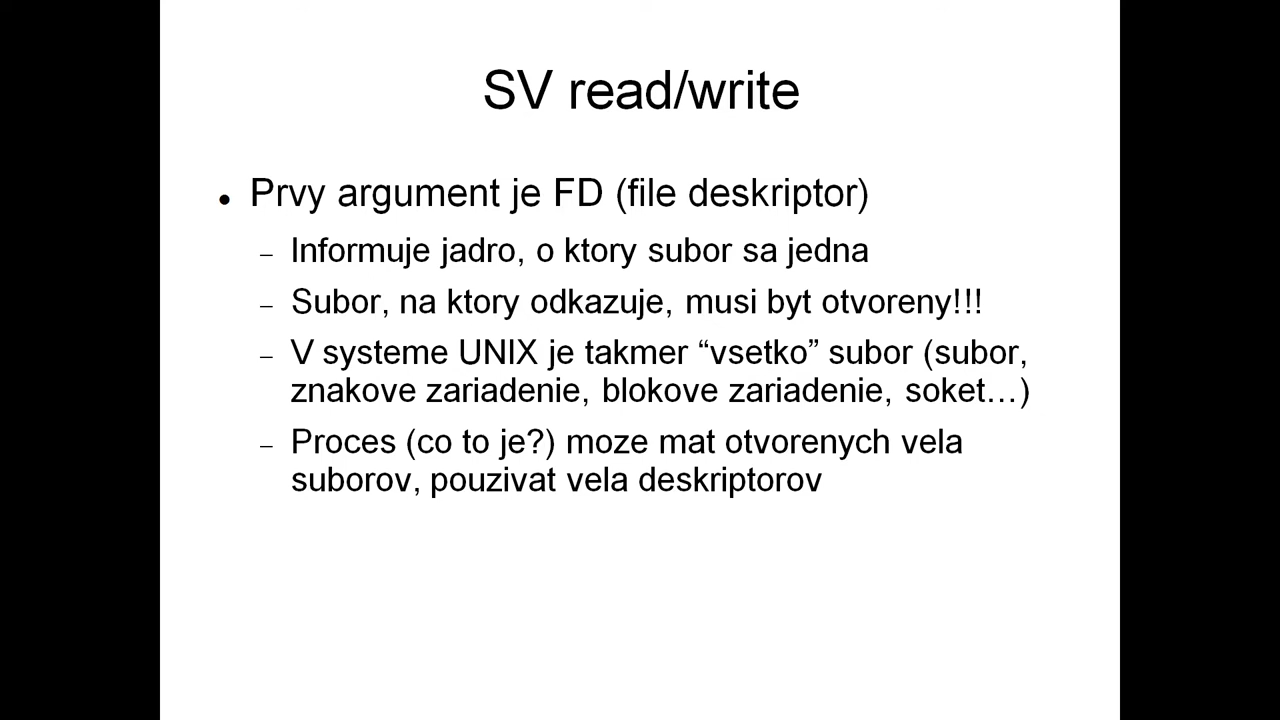 SV read/write
● Prvy argument je FD (file deskriptor)
– Informuje jadro, o ktory subor sa jedna
– Subor, na ktory odkazuje, musi byt otvoreny!!!
– V systeme UNIX je takmer “vsetko” subor (subor,
znakove zariadenie, blokove zariadenie, soket…)
– Proces (co to je?) moze mat otvorenych vela
suborov, pouzivat vela deskriptorov